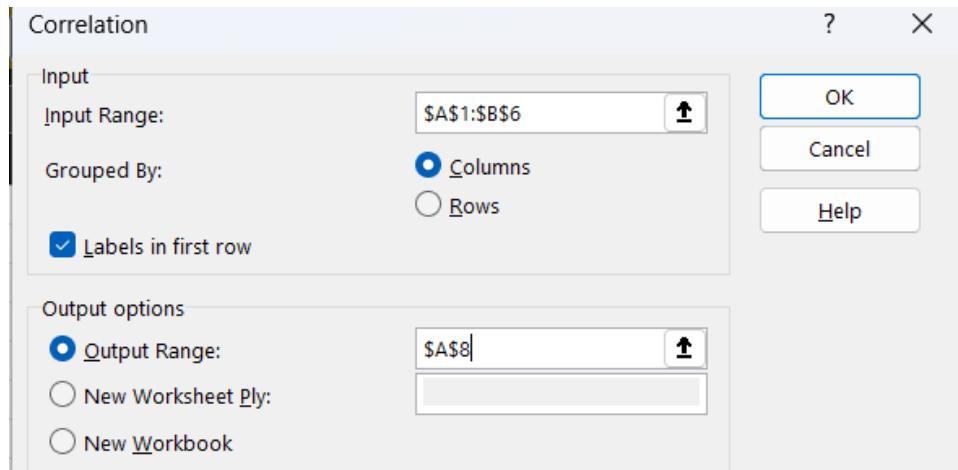 Correlation ?
Input
Input Range: $A$1:$B$6
OK
Cancel
Grouped By: Columns
Rows
Help
Labels in first row
Output options
Output Range: $A$8
New Worksheet Ply:
New Workbook